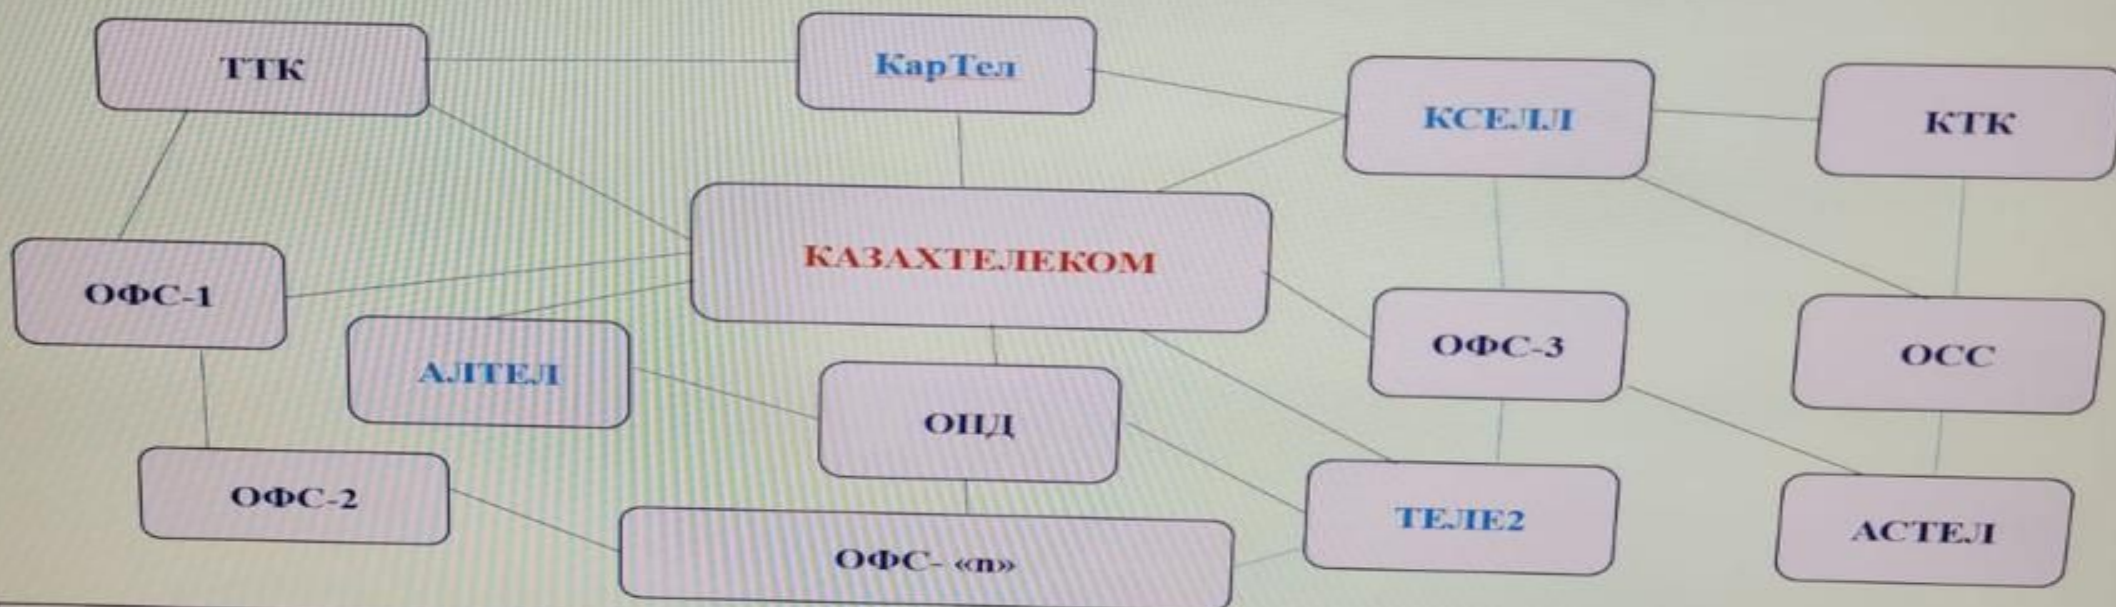 ТТК
КарТел
КСЕЛЛ
КТК
КАЗАХТЕЛЕКОМ
ОФС-1
АЛТЕЛ
ОПД
ОФС-3
ОСС
ОФС-2
ОФС- «n»
ТЕЛЕ2
АСТЕЛ